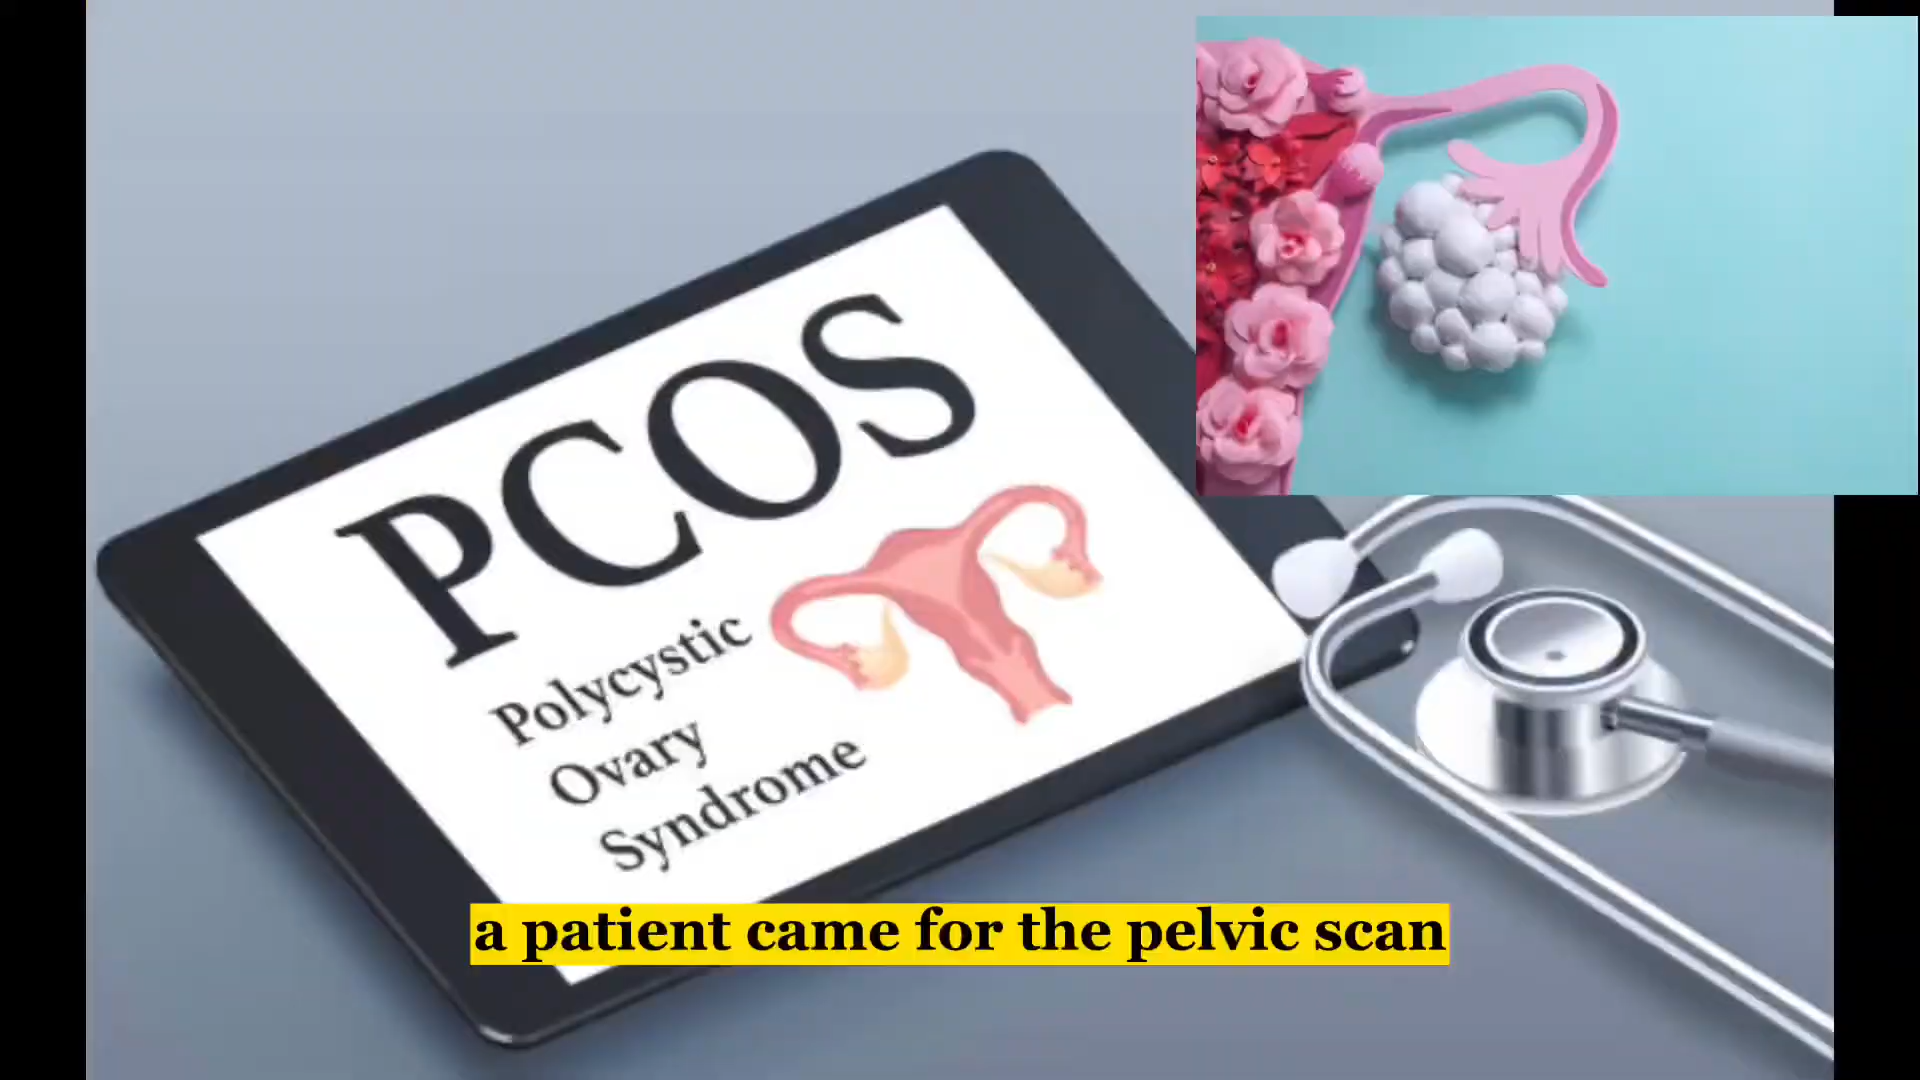 PCOS
Polycystic
Ovary
Syndrome
a patient came for the pelvic scan